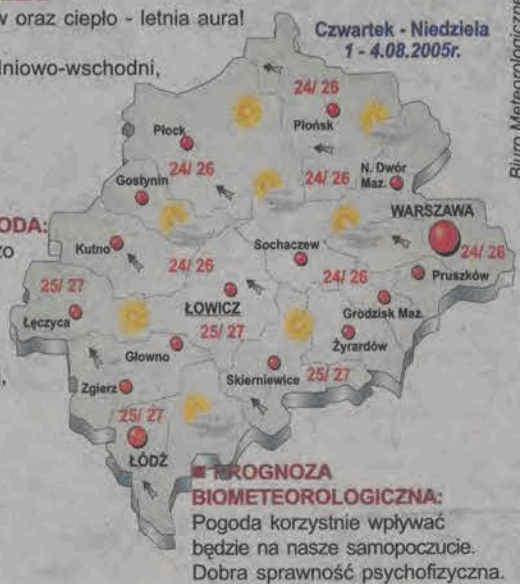 w oraz ciepło - letnia aura!
Czwartek - Niedziela
1 - 4.08.2005r.
Biuro Meteorologiczne
dniowo-wschodni,
24/ 26
Płońsk
Płock
24/ 26
Gostynin
24/ 26
N. Dwór
Maz.
WARSZAWA
ODA:
zo
Kutno
Sochaczew
24/ 26
24/ 26
24/ 26
Pruszków
25/ 27
Łęczyca
ŁOWICZ
Grodzisk Maz.
25/ 27
Żyrardów
Głowno
Skierniewice
25/ 27
Zgierz
25/ 27
ŁÓDŹ
PROGNOZA
BIOMETEOROLOGICZNA:
Pogoda korzystnie wpływać
będzie na nasze samopoczucie.
Dobra sprawność psychofizyczna.